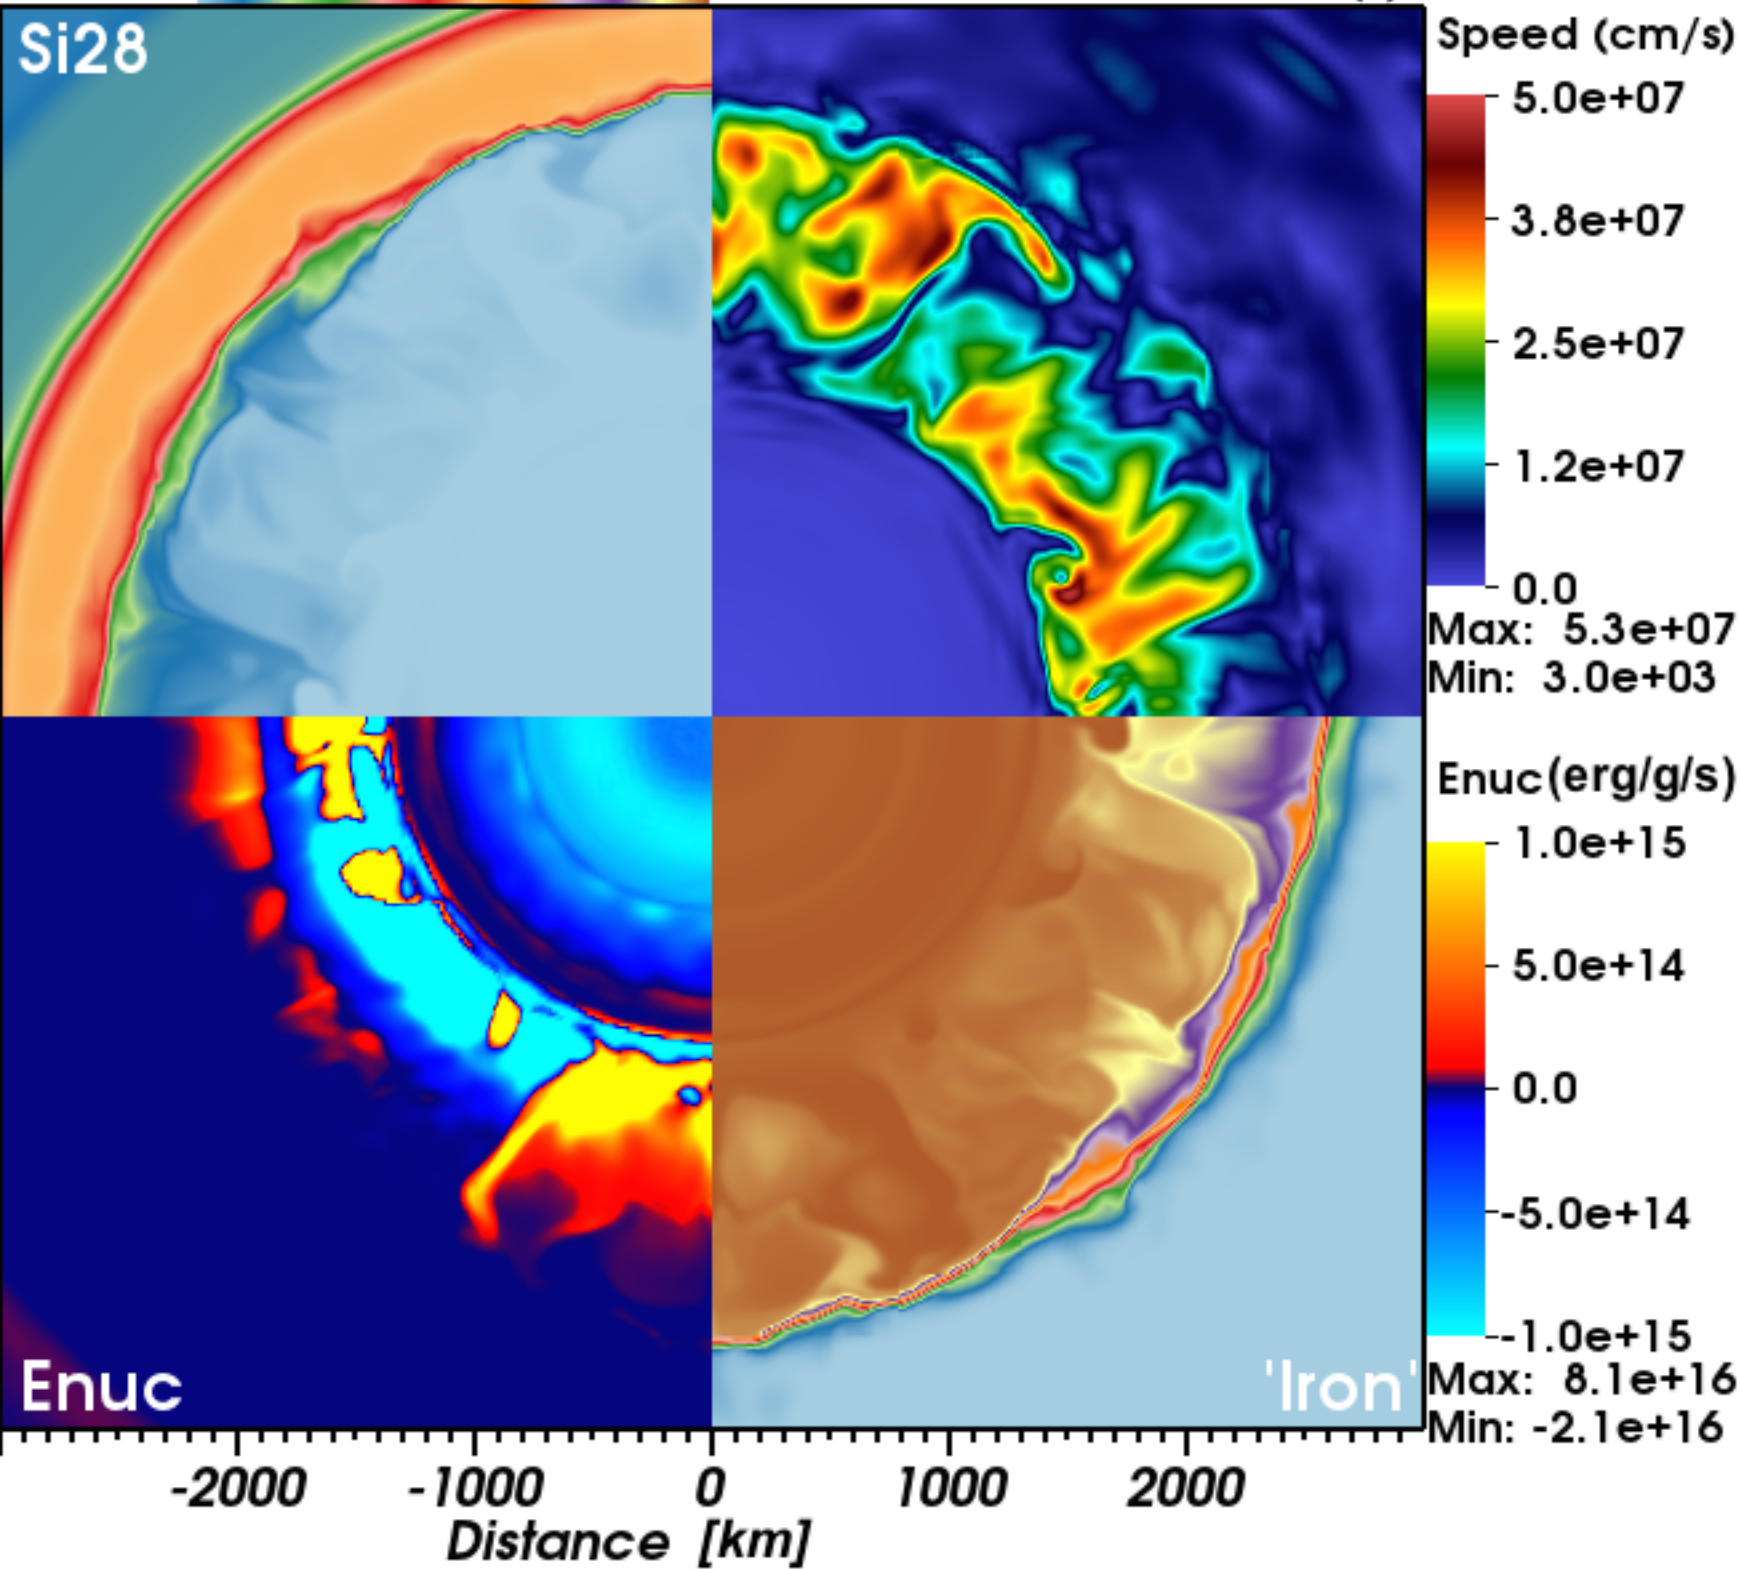 Si28
Speed (cm/s)
5.0e+07
3.8e+07
2.5e+07
1.2e+07
0.0
Max: 5.3e+07
Min: 3.0e+03
Enuc(erg/g/s)
1.0e+15
5.0e+14
0.0
-5.0e+14
-1.0e+15
Max: 8.1e+16
Min: -2.1e+16
Enuc
'Iron'
-2000 -1000 0 1000 2000
Distance [km]